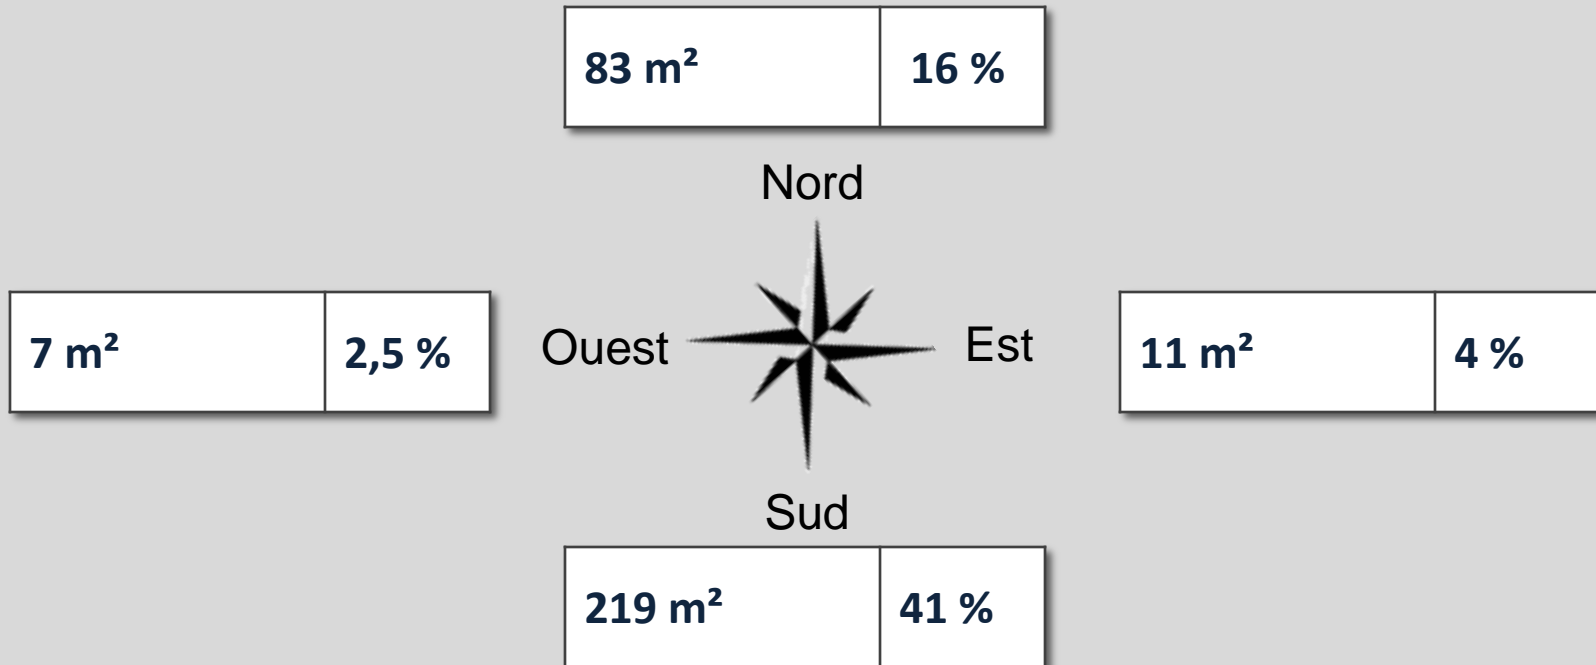 83 m² 16 %
Nord
7 m² 2,5 % Ouest Est 11 m² 4 %
Sud
219 m² 41 %